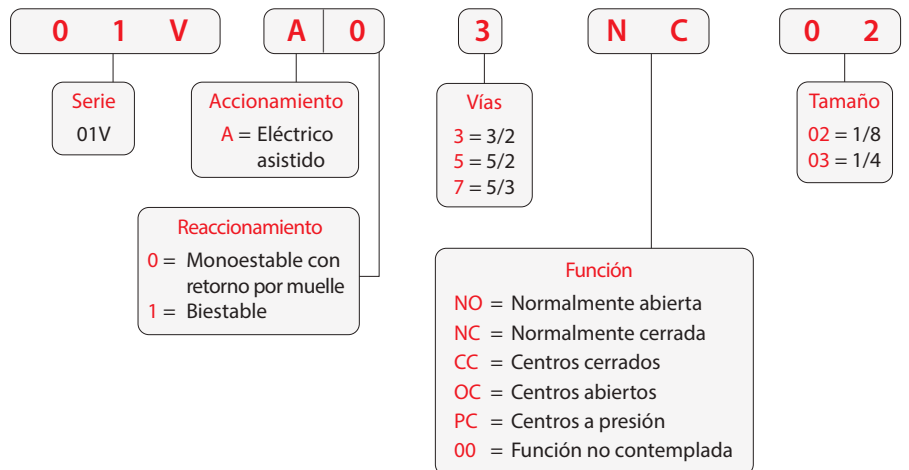 0 1 V A 0 3 N C 0 2
Serie
01V
Accionamiento
A = Eléctrico
asistido
Vías
3 = 3/2
5 = 5/2
7 = 5/3
Tamaño
02 = 1/8
03 = 1/4
Reaccionamiento
0 = Monoestable con
retorno por muelle
1 = Biestable
Función
NO = Normalmente abierta
NC = Normalmente cerrada
CC = Centros cerrados
OC = Centros abiertos
PC = Centros a presión
00 = Función no contemplada